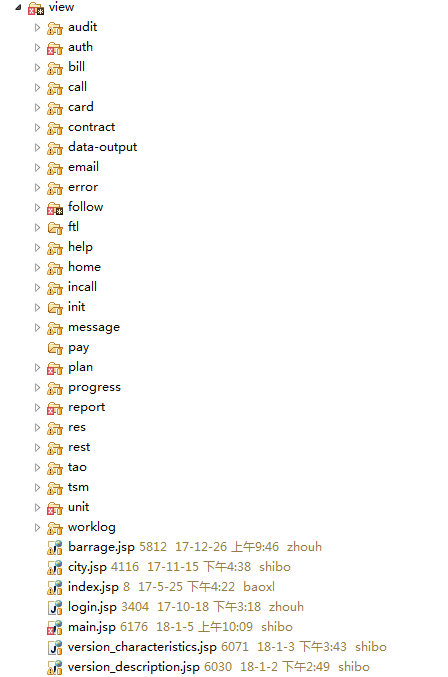 view
audit
auth
bill
call
card
contract
data-output
email
error
follow
ftl
help
home
incall
init
message
pay
plan
progress
report
res
rest
tao
tsm
unit
worklog
barrage.jsp 5812 17-12-26 上午9:46 zhouh
city.jsp 4116 17-11-15 下午4:38 shibo
index.jsp 8 17-5-25 下午4:22 baoxl
login.jsp 3404 17-10-18 下午3:18 zhouh
main.jsp 6176 18-1-5 上午10:09 shibo
version_characteristics.jsp 6071 18-1-3 下午3:43 shibo
version_description.jsp 6030 18-1-2 下午2:49 shibo